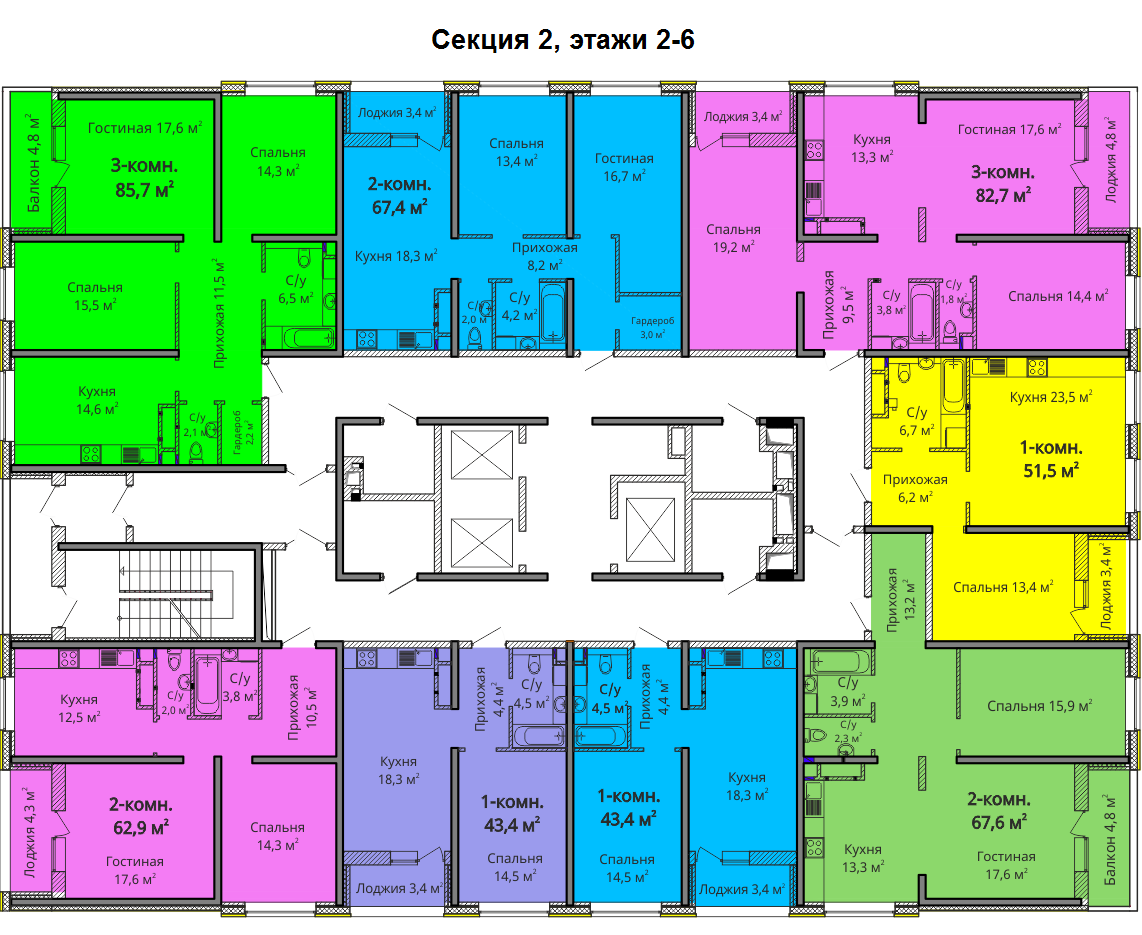 Секция 2, этажи 2-6
Балкон 4,8 м²
Гостиная 17,6 м²
3-комн.
85,7 м²
Спальня
14,3 м²
Спальня
15,5 м²
Прихожая 11,5 м²
С/у
6,5 м²
Кухня
14,6 м²
С/у
2,1 м²
Гардероб
2,2 м²
Лоджия 3,4 м²
2-комн.
67,4 м²
Кухня 18,3 м²
Спальня
13,4 м²
Гостиная
16,7 м²
Прихожая
8,2 м²
С/у
2,0 м²
С/у
4,2 м²
Гардероб
3,0 м²
Лоджия 3,4 м²
Спальня
19,2 м²
Кухня
13,3 м²
Гостиная 17,6 м²
3-комн.
82,7 м²
Лоджия 4,8 м²
Прихожая
9,5 м²
С/у
3,8 м²
С/у
1,8 м²
Спальня 14,4 м²
С/у
6,7 м²
Кухня 23,5 м²
1-комн.
51,5 м²
Прихожая
6,2 м²
Спальня 13,4 м²
Лоджия 3,4 м²
Прихожая
13,2 м²
Кухня
12,5 м²
С/у
2,0 м²
С/у
3,8 м²
Прихожая
10,5 м²
Лоджия 4,3 м²
2-комн.
62,9 м²
Гостиная
17,6 м²
Спальня
14,3 м²
Кухня
18,3 м²
Лоджия 3,4 м²
Прихожая
4,4 м²
С/у
4,5 м²
1-комн.
43,4 м²
Спальня
14,5 м²
С/у
4,5 м²
Прихожая
4,4 м²
1-комн.
43,4 м²
Спальня
14,5 м²
Кухня
18,3 м²
Лоджия 3,4 м²
С/у
3,9 м²
С/у
2,3 м²
Спальня 15,9 м²
2-комн.
67,6 м²
Кухня
13,3 м²
Гостиная
17,6 м²
Балкон 4,8 м²